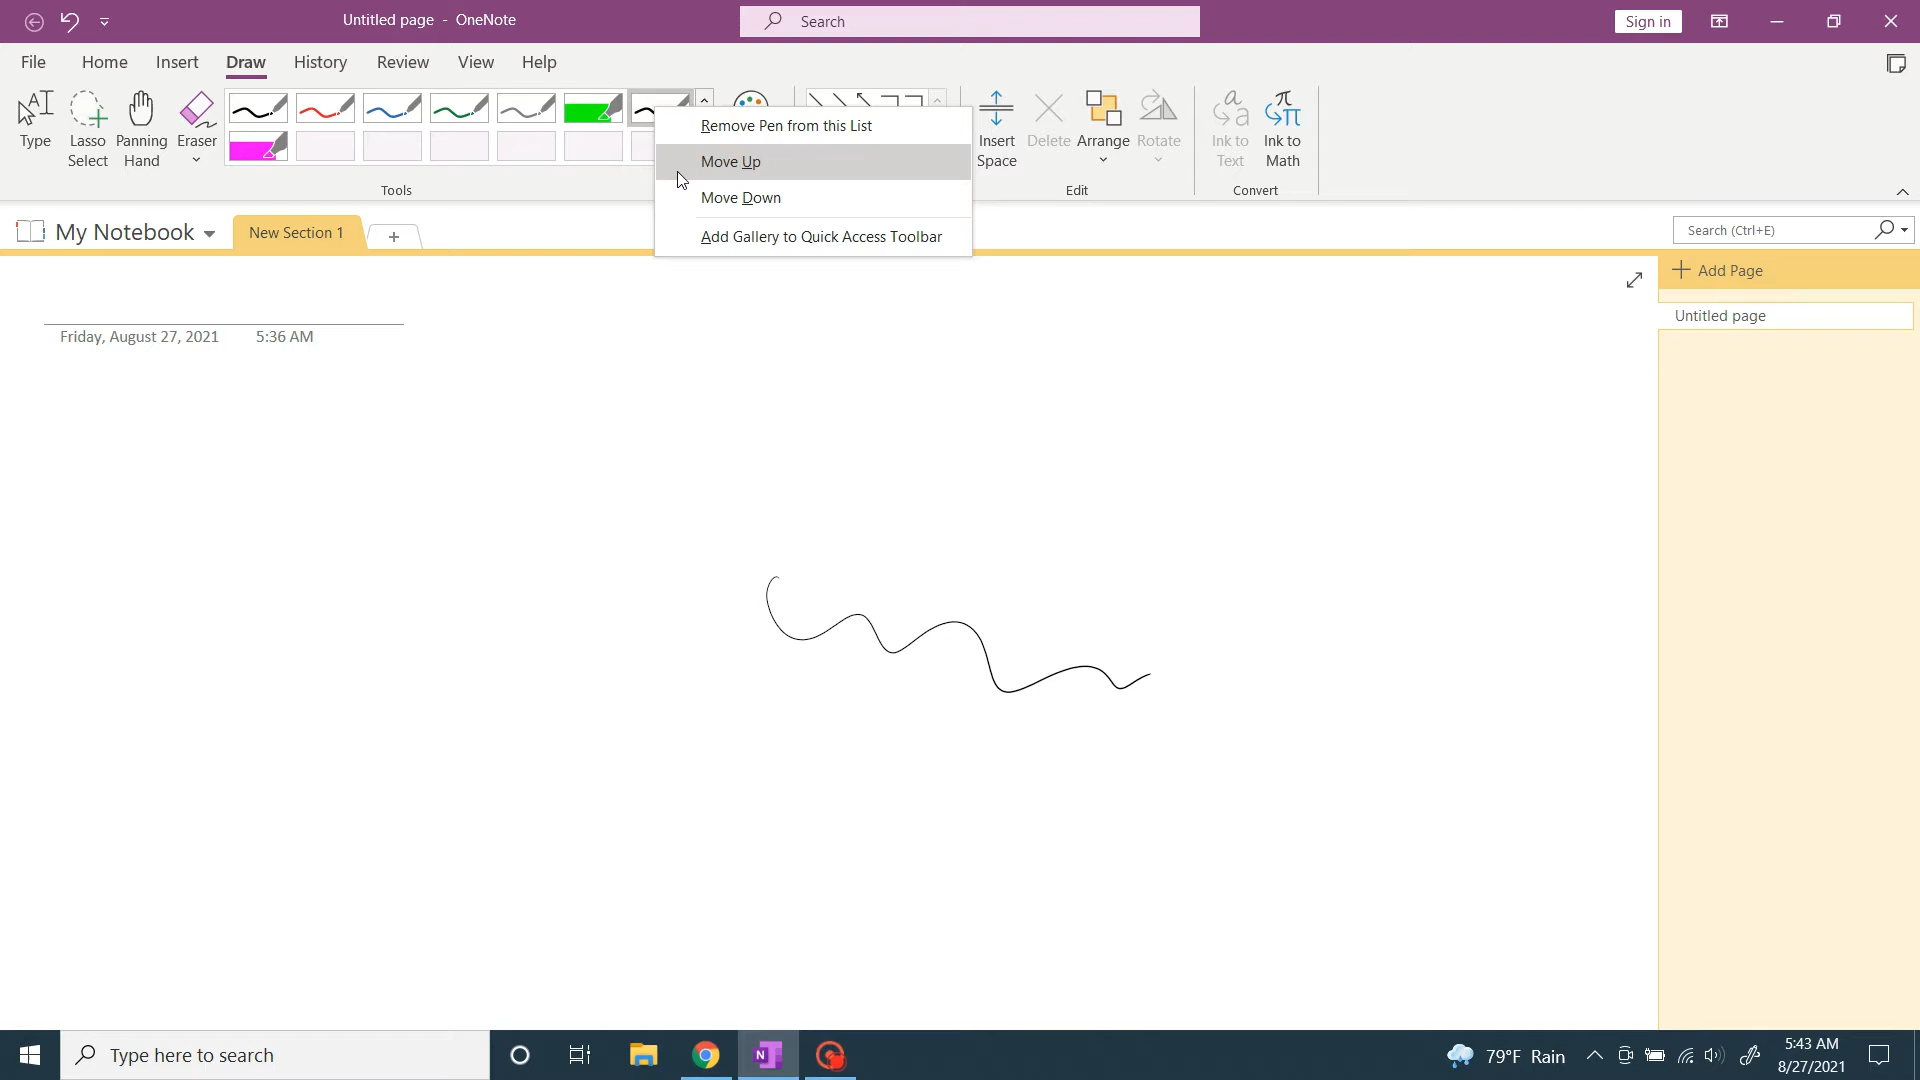 Untitled page - OneNote
Search
Sign in
File Home Insert Draw History Review View Help
Type
Lasso Select
Panning Hand
Eraser
Remove Pen from this List
Move Up
Move Down
Add Gallery to Quick Access Toolbar
Insert Space
Delete
Arrange
Rotate
Ink to Text
Ink to Math
Tools
Edit
Convert
My Notebook
New Section 1
Search (Ctrl+E)
Add Page
Untitled page
Friday, August 27, 2021 5:36 AM
Type here to search
79°F Rain
5:43 AM
8/27/2021